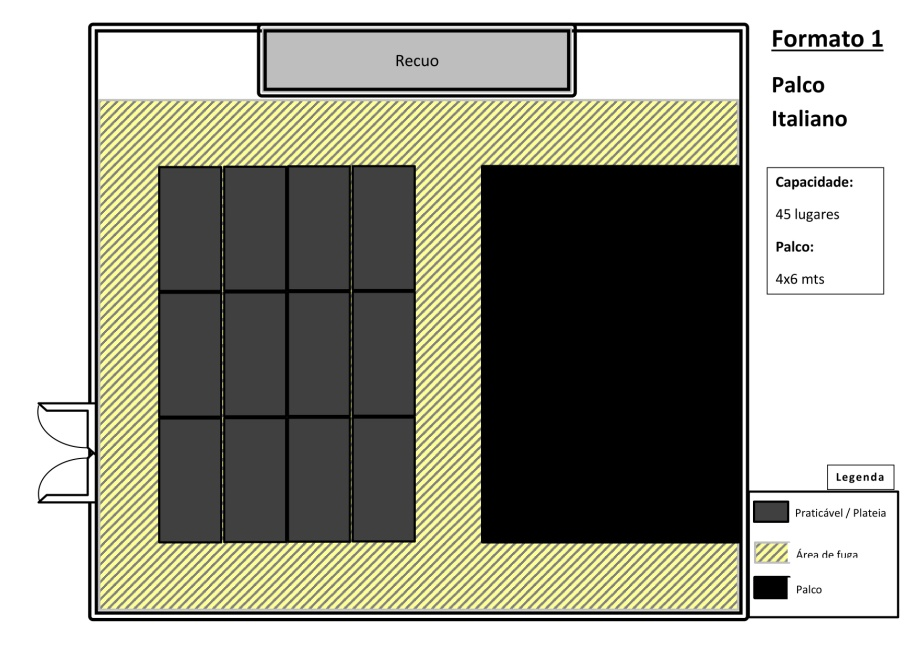 Recuo
Formato 1
Palco
Italiano
Capacidade:
45 lugares
Palco:
4x6 mts
Legenda
Praticável / Plateia
Área de fuga
Palco